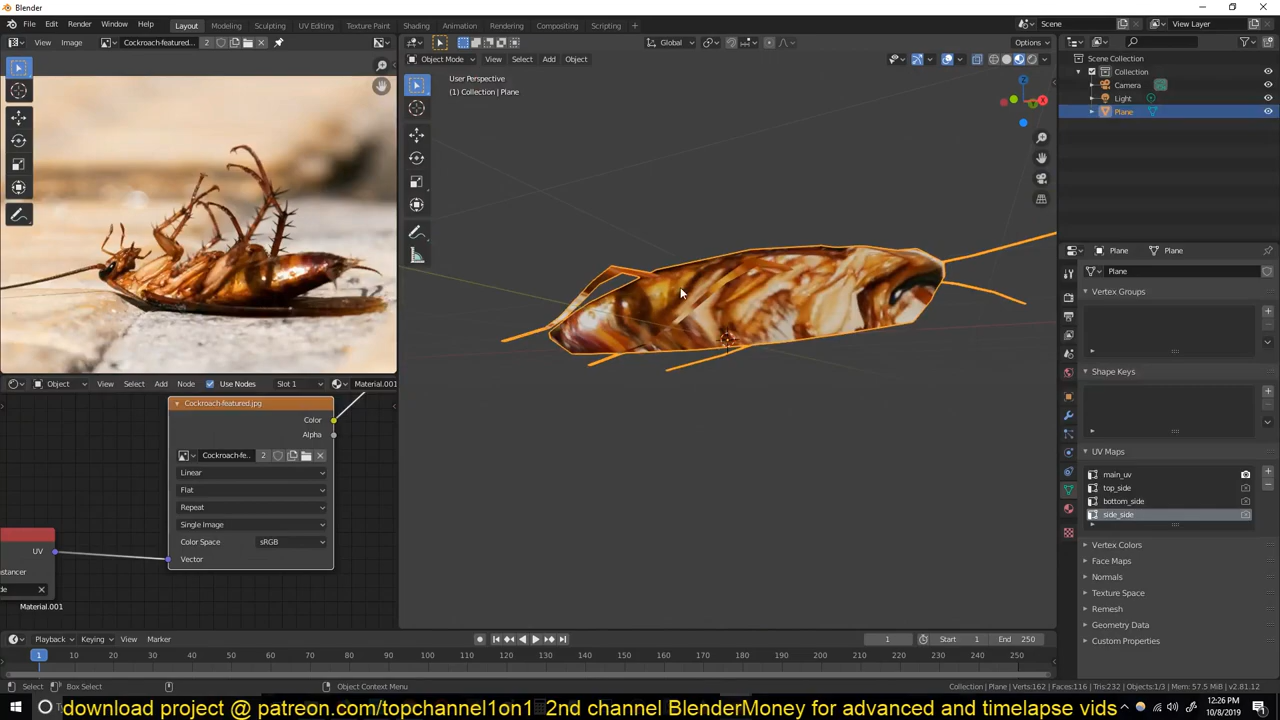 Blender
File Edit Render Window Help Layout Modeling Sculpting UV Editing Texture Paint Shading Animation Rendering Compositing Scripting + Scene View Layer
View Image Cockroach-featured... 2
Global Options
Object Mode View Select Add Object
User Perspective
(1) Collection | Plane
Scene Collection
Collection
Camera
Light
Plane
Plane Plane
Plane
Vertex Groups
Shape Keys
UV Maps
main_uv
top_side
bottom_side
side_side
Vertex Colors
Face Maps
Normals
Texture Space
Remesh
Geometry Data
Custom Properties
Object View Select Add Node Use Nodes Slot 1 Material.001
Cockroach-featured.jpg
Color
Alpha
Cockroach-fe.. 2
Linear
Flat
Repeat
Single Image
Color Space sRGB
Vector
UV
Material.001
Playback Keying View Marker 1 Start 1 End 250
1 10 20 30 40 50 60 70 80 90 100 110 120 130 140 150 160 170 180 190 200 210 220 230 240 250
Select Box Select Object Context Menu Collection | Plane | Verts:162 | Faces:116 | Tris:232 | Objects:1/3 | Mem: 57.5 MiB | v2.81.12
download project @ patreon.com/topchannel1on1 2nd channel BlenderMoney for advanced and timelapse vids
12:26 PM
10/8/2019